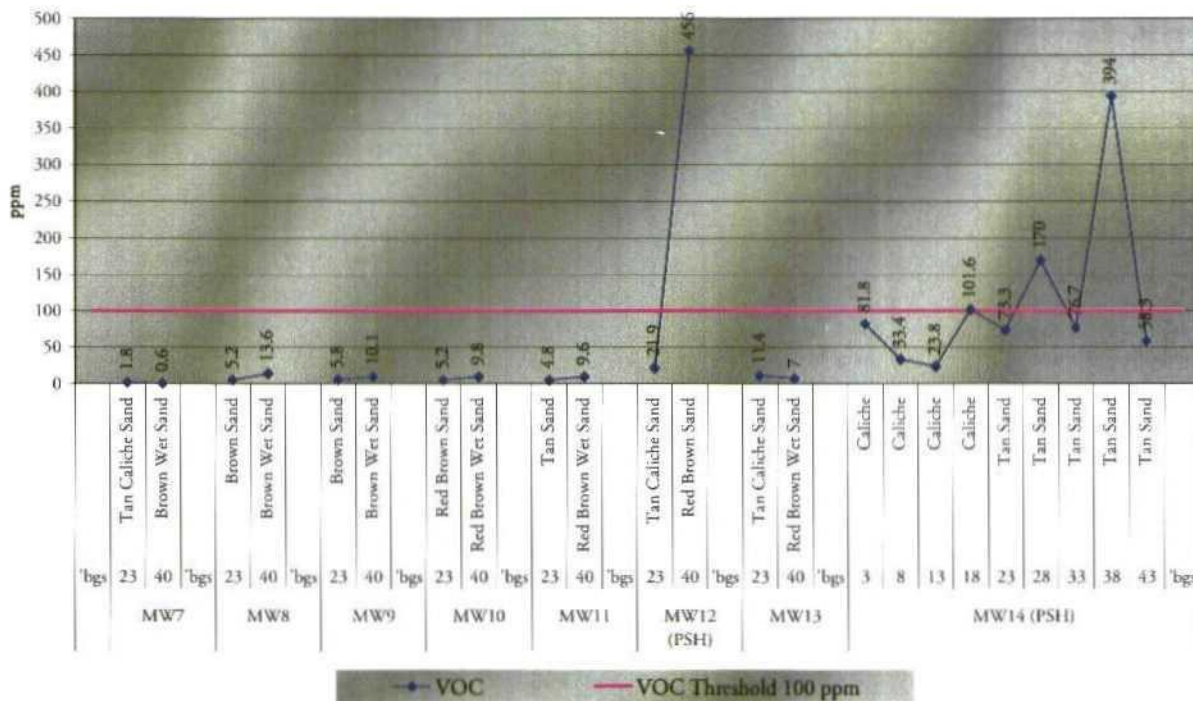 500
450
400
350
300
250
200
150
100
50
0
ppm
1.8 0.6 5.2 13.6 5.8 10.1 5.2 9.8 4.8 9.6 21.9 456 11.4 7 81.8 33.4 23.8 101.6 73.3 170 76.7 394 58.3
Tan Caliche Sand
Brown Wet Sand
Brown Sand
Brown Wet Sand
Brown Sand
Brown Wet Sand
Red Brown Sand
Red Brown Wet Sand
Tan Sand
Red Brown Wet Sand
Tan Caliche Sand
Red Brown Sand
Tan Caliche Sand
Red Brown Wet Sand
Caliche
Caliche
Caliche
Caliche
Tan Sand
Tan Sand
Tan Sand
Tan Sand
Tan Sand
'bgs 23 40 'bgs 23 40 'bgs 23 40 'bgs 23 40 'bgs 23 40 'bgs 23 40 'bgs 23 40 'bgs 3 8 13 18 23 28 33 38 43 'bgs
MW7 MW8 MW9 MW10 MW11 MW12 MW13 MW14 (PSH)
(PSH)
VOC VOC Threshold 100 ppm